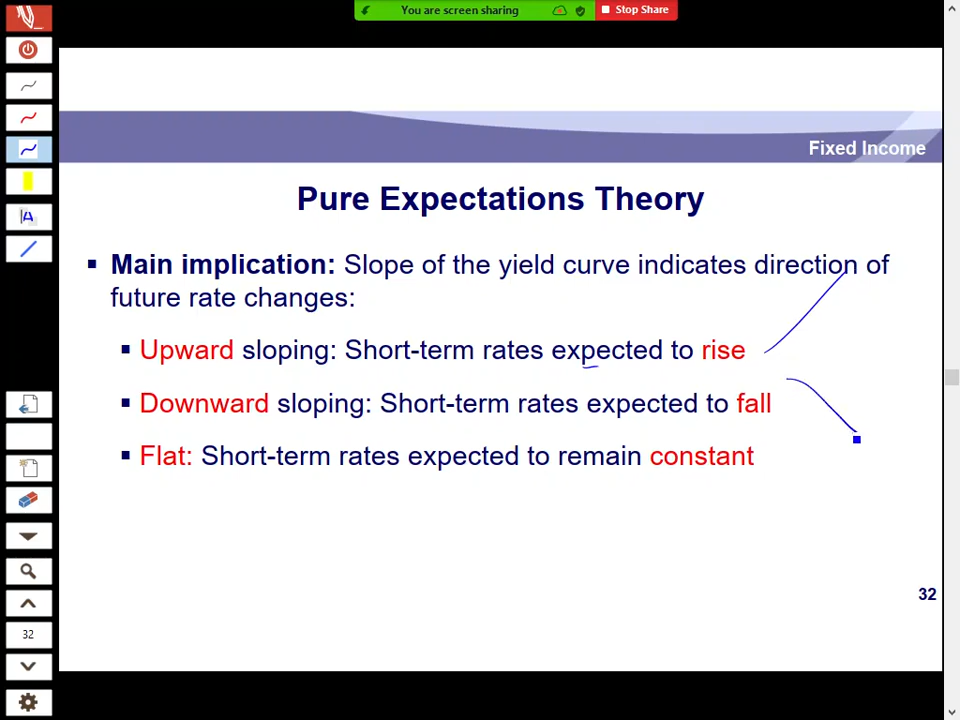 You are screen sharing
Stop Share
Fixed Income
Pure Expectations Theory
Main implication: Slope of the yield curve indicates direction of
future rate changes:
Upward sloping: Short-term rates expected to rise
Downward sloping: Short-term rates expected to fall
Flat: Short-term rates expected to remain constant
32
32